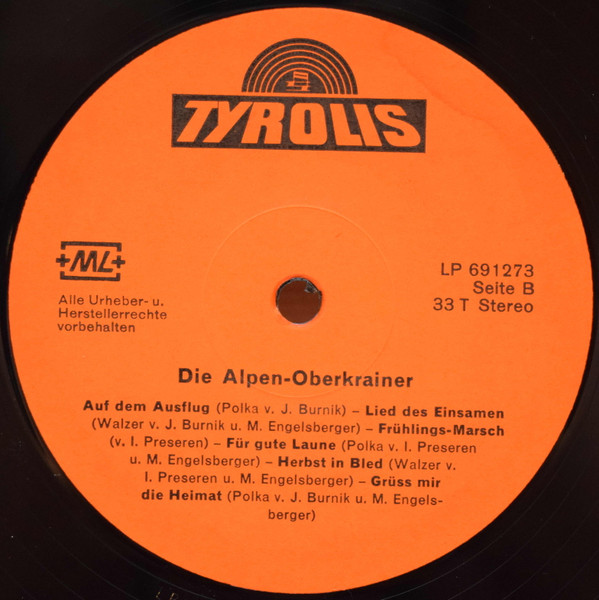 TYROLIS
+ML+
Alle Urheber- u.
Herstellerrechte
vorbehalten
LP 691273
Seite B
33 T Stereo
Die Alpen-Oberkrainer
Auf dem Ausflug (Polka v. J. Burnik) – Lied des Einsamen
(Walzer v. J. Burnik u. M. Engelsberger) – Frühlings-Marsch
(v. I. Preseren) – Für gute Laune (Polka v. I. Preseren
u. M. Engelsberger) – Herbst in Bled (Walzer v.
I. Preseren u. M. Engelsberger) – Grüss mir
die Heimat (Polka v. J. Burnik u. M. Engels-
berger)